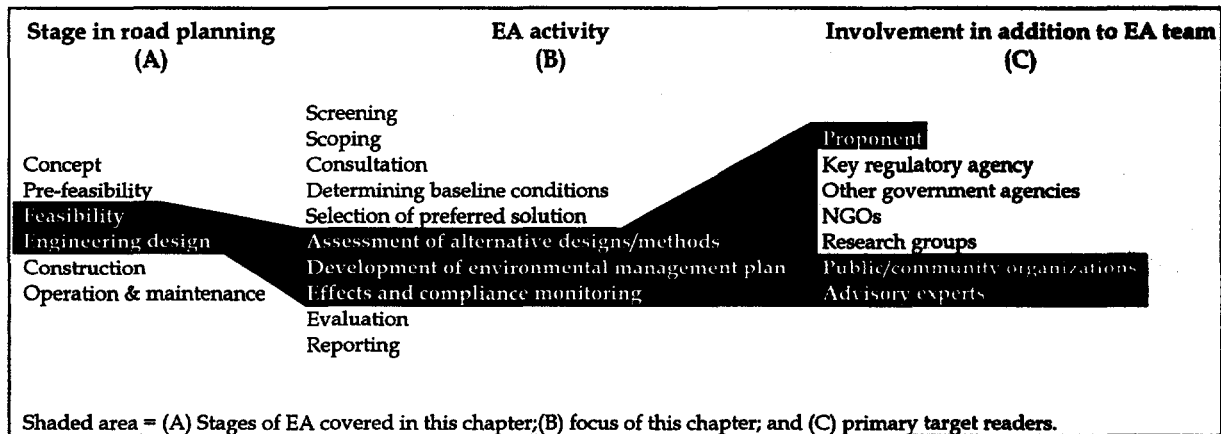 Stage in road planning
(A)
EA activity
(B)
Involvement in addition to EA team
(C)
Concept
Pre-feasibility
Feasibility
Engineering design
Construction
Operation & maintenance
Screening
Scoping
Consultation
Determining baseline conditions
Selection of preferred solution
Assessment of alternative designs/methods
Development of environmental management plan
Effects and compliance monitoring
Evaluation
Reporting
Proponent
Key regulatory agency
Other government agencies
NGOs
Research groups
Public/community organizations
Advisory experts
Shaded area = (A) Stages of EA covered in this chapter;(B) focus of this chapter; and (C) primary target readers.